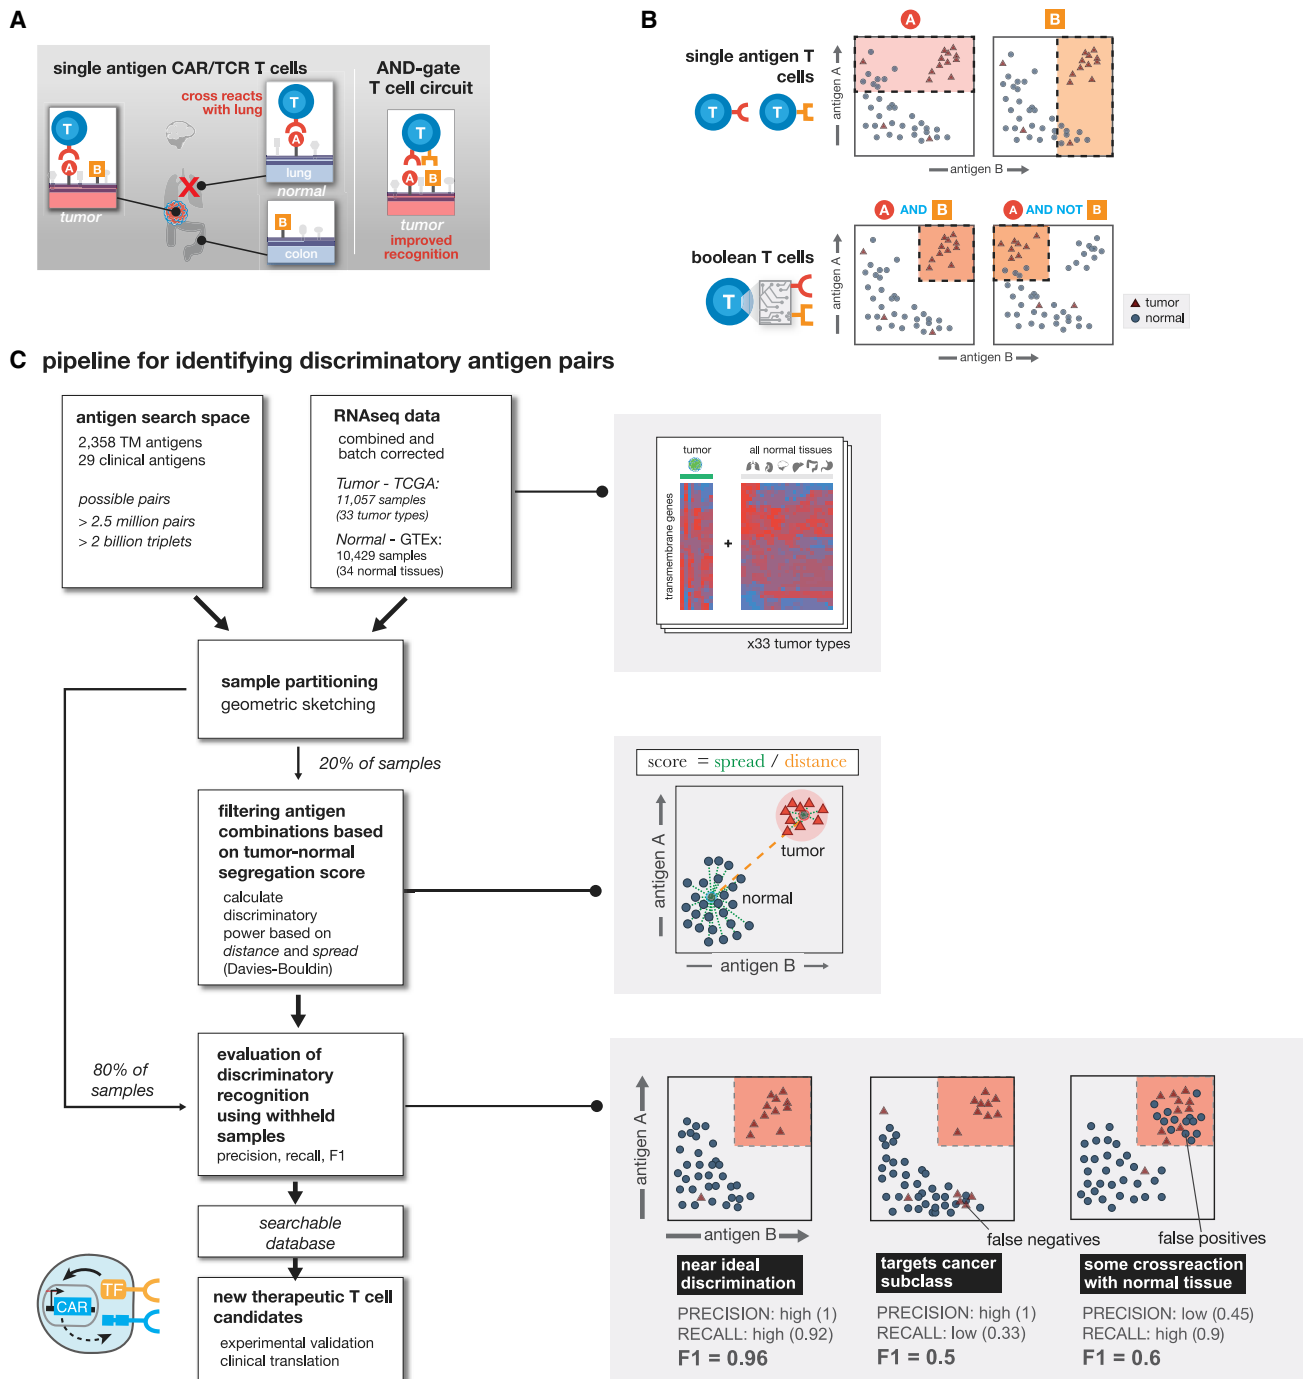 A
single antigen CAR/TCR T cells
AND-gate
T cell circuit
cross reacts
with lung
T
A
B
tumor
T
A
lung
normal
B
colon
T
A
B
tumor
improved
recognition
B
single antigen T
cells
T
T
A
B
antigen A
antigen B
boolean T cells
T
A AND B
A AND NOT B
antigen A
antigen B
tumor
normal
C pipeline for identifying discriminatory antigen pairs
antigen search space
2,358 TM antigens
29 clinical antigens
possible pairs
> 2.5 million pairs
> 2 billion triplets
RNAseq data
combined and
batch corrected
Tumor - TCGA:
11,057 samples
(33 tumor types)
Normal - GTEx:
10,429 samples
(34 normal tissues)
tumor
all normal tissues
transmembrane genes
+
x33 tumor types
sample partitioning
geometric sketching
20% of samples
filtering antigen
combinations based
on tumor-normal
segregation score
calculate
discriminatory
power based on
distance and spread
(Davies-Bouldin)
score = spread / distance
antigen A
tumor
normal
antigen B
80% of
samples
evaluation of
discriminatory
recognition
using withheld
samples
precision, recall, F1
antigen A
antigen B
false negatives
false positives
near ideal
discrimination
PRECISION: high (1)
RECALL: high (0.92)
F1 = 0.96
targets cancer
subclass
PRECISION: high (1)
RECALL: low (0.33)
F1 = 0.5
some crossreaction
with normal tissue
PRECISION: low (0.45)
RECALL: high (0.9)
F1 = 0.6
searchable
database
TF
CAR
new therapeutic T cell
candidates
experimental validation
clinical translation